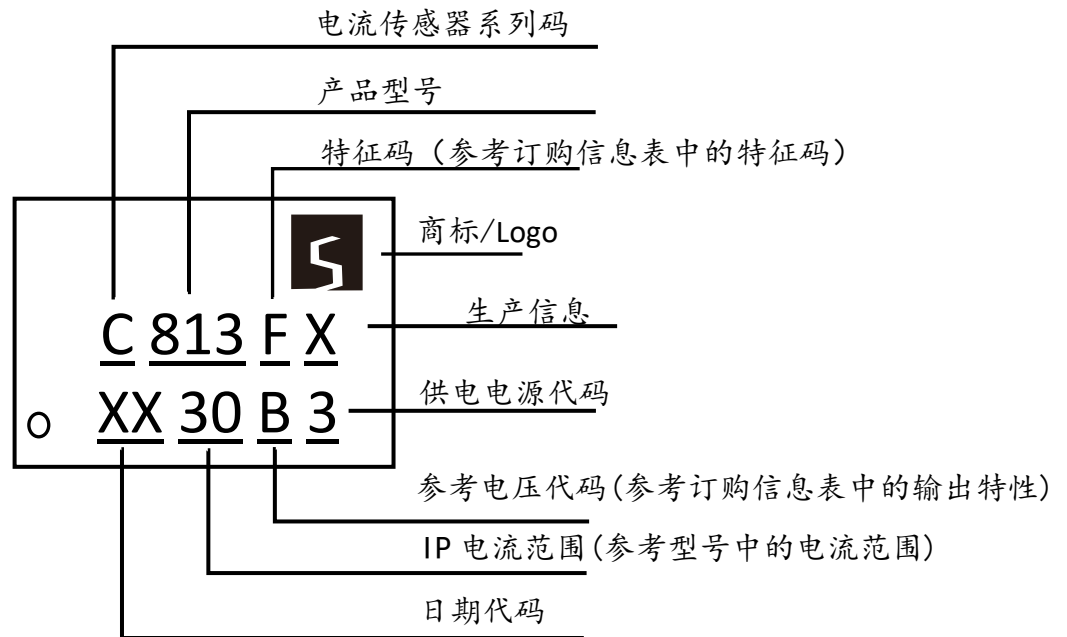 电流传感器系列码
产品型号
特征码（参考订购信息表中的特征码）
商标/Logo
生产信息
C 813 F X
供电电源代码
XX 30 B 3
参考电压代码(参考订购信息表中的输出特性)
IP 电流范围(参考型号中的电流范围)
日期代码